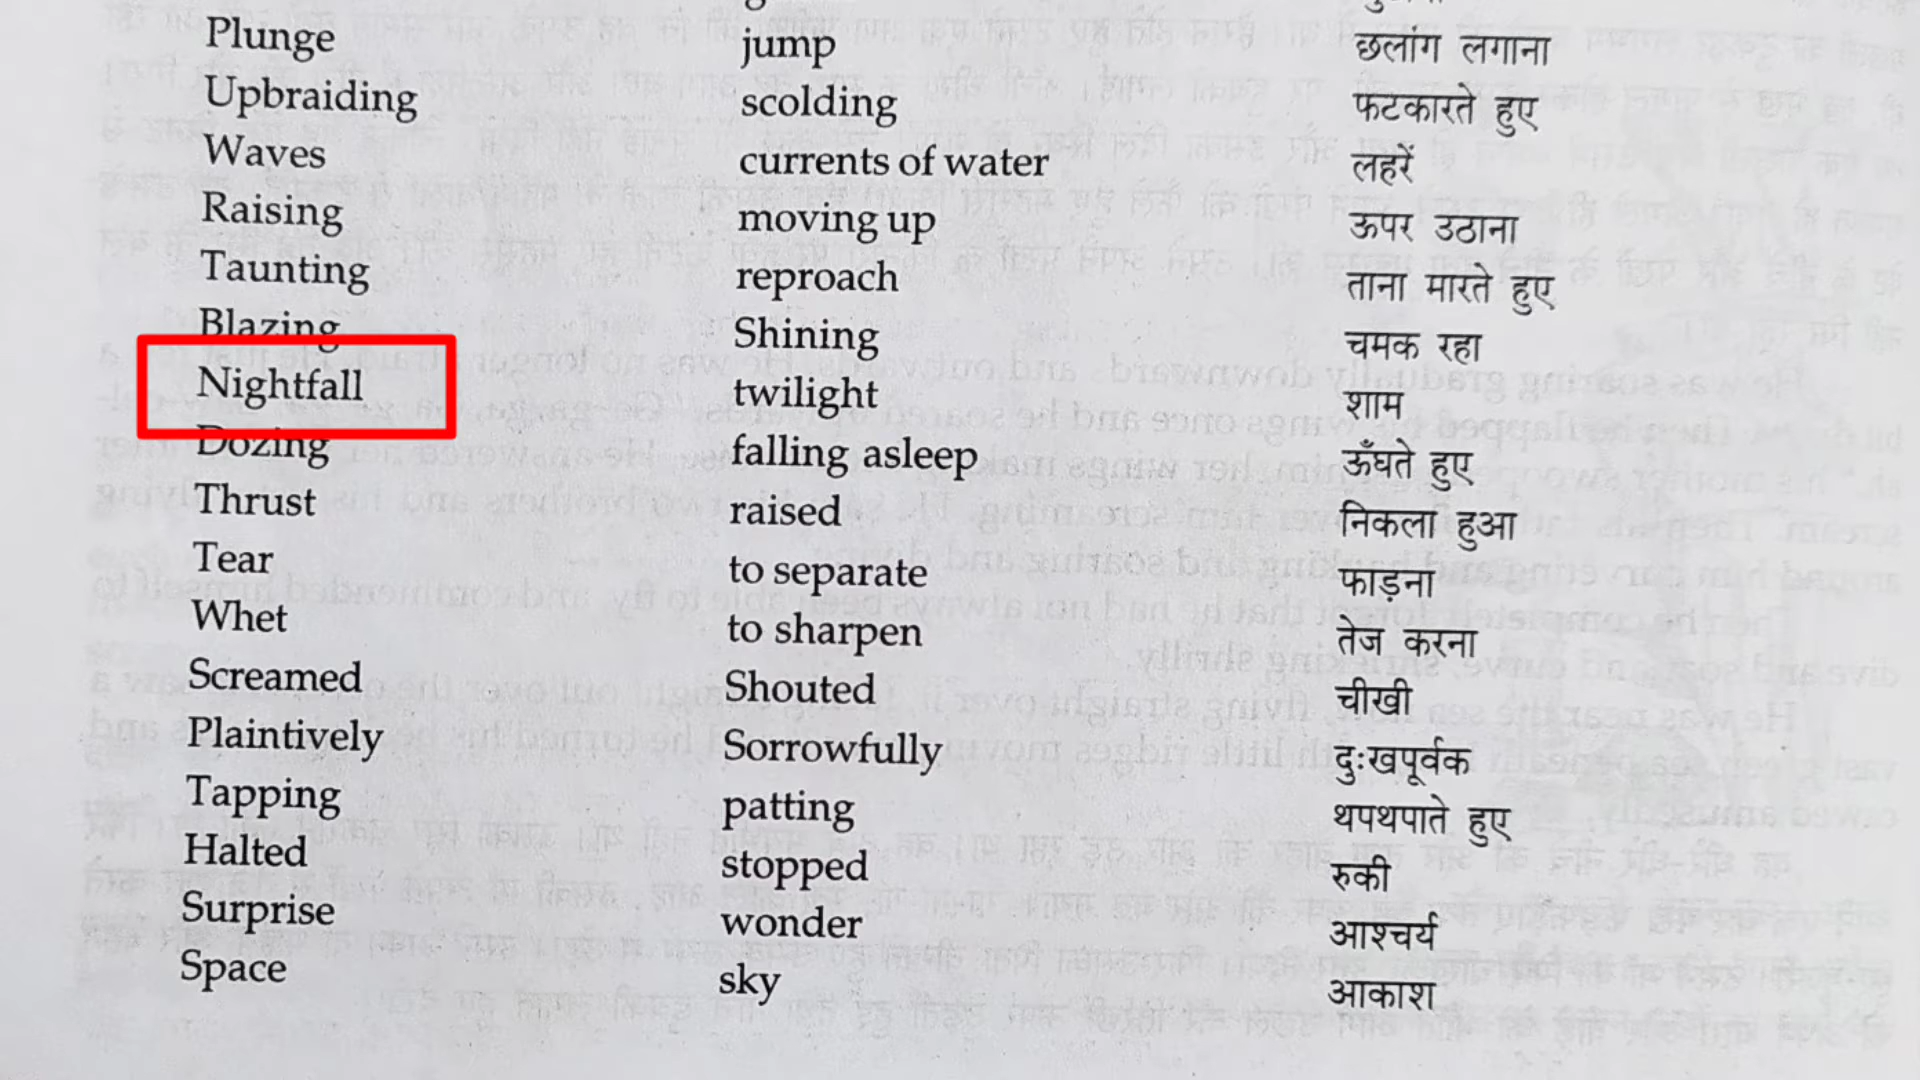 Plunge jump छलांग लगाना
Upbraiding scolding फटकारते हुए
Waves currents of water लहरें
Raising moving up ऊपर उठाना
Taunting reproach ताना मारते हुए
Blazing Shining चमक रहा
Nightfall twilight शाम
Dozing falling asleep ऊँघते हुए
Thrust raised निकला हुआ
Tear to separate फाड़ना
Whet to sharpen तेज करना
Screamed Shouted चीखी
Plaintively Sorrowfully दुःखपूर्वक
Tapping patting थपथपाते हुए
Halted stopped रुकी
Surprise wonder आश्चर्य
Space sky आकाश